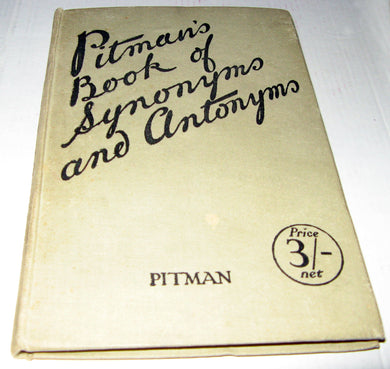 Pitman's
Book of
Synonyms
and Antonyms
Price
3/-
net
PITMAN